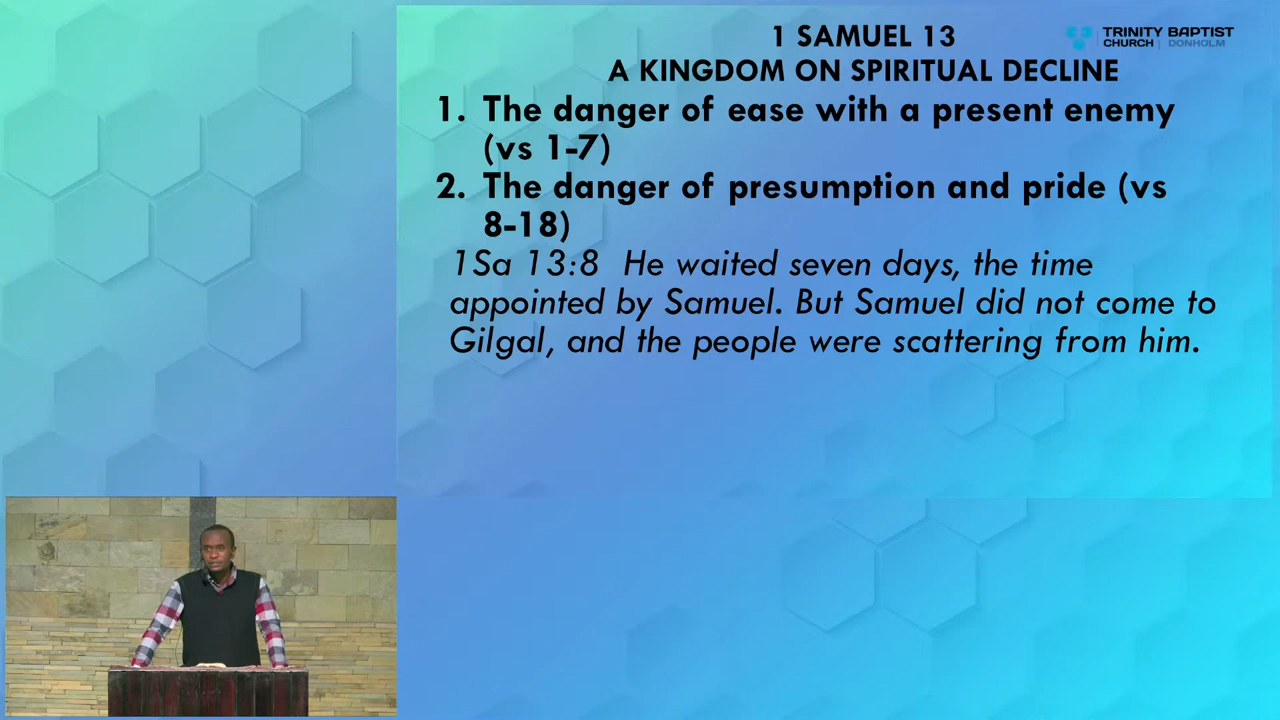 1 SAMUEL 13
TRINITY BAPTIST
CHURCH | DONHOLM
A KINGDOM ON SPIRITUAL DECLINE
1. The danger of ease with a present enemy
(vs 1-7)
2. The danger of presumption and pride (vs
8-18)
1Sa 13:8 He waited seven days, the time
appointed by Samuel. But Samuel did not come to
Gilgal, and the people were scattering from him.